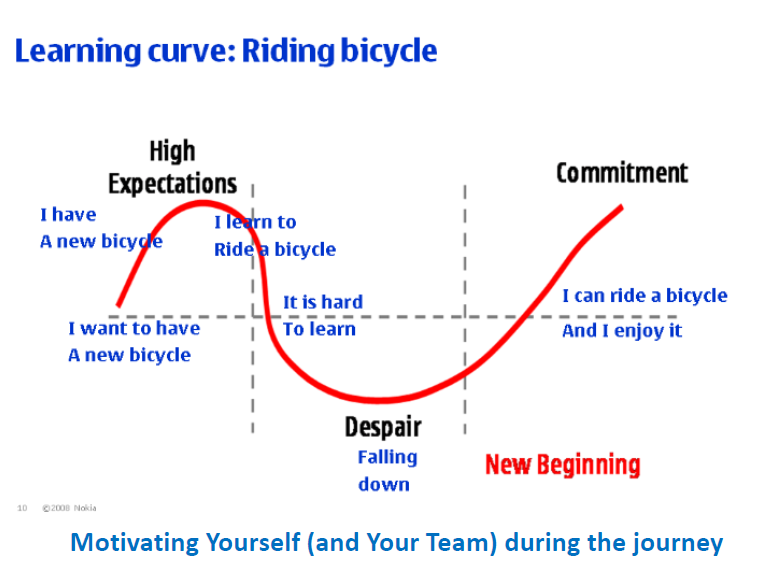 Learning curve: Riding bicycle
High
Expectations
Commitment
I have
A new bicycle
I learn to
Ride a bicycle
It is hard
To learn
I can ride a bicycle
And I enjoy it
I want to have
A new bicycle
Despair
Falling
down
New Beginning
10 ©2008 Nokia
Motivating Yourself (and Your Team) during the journey